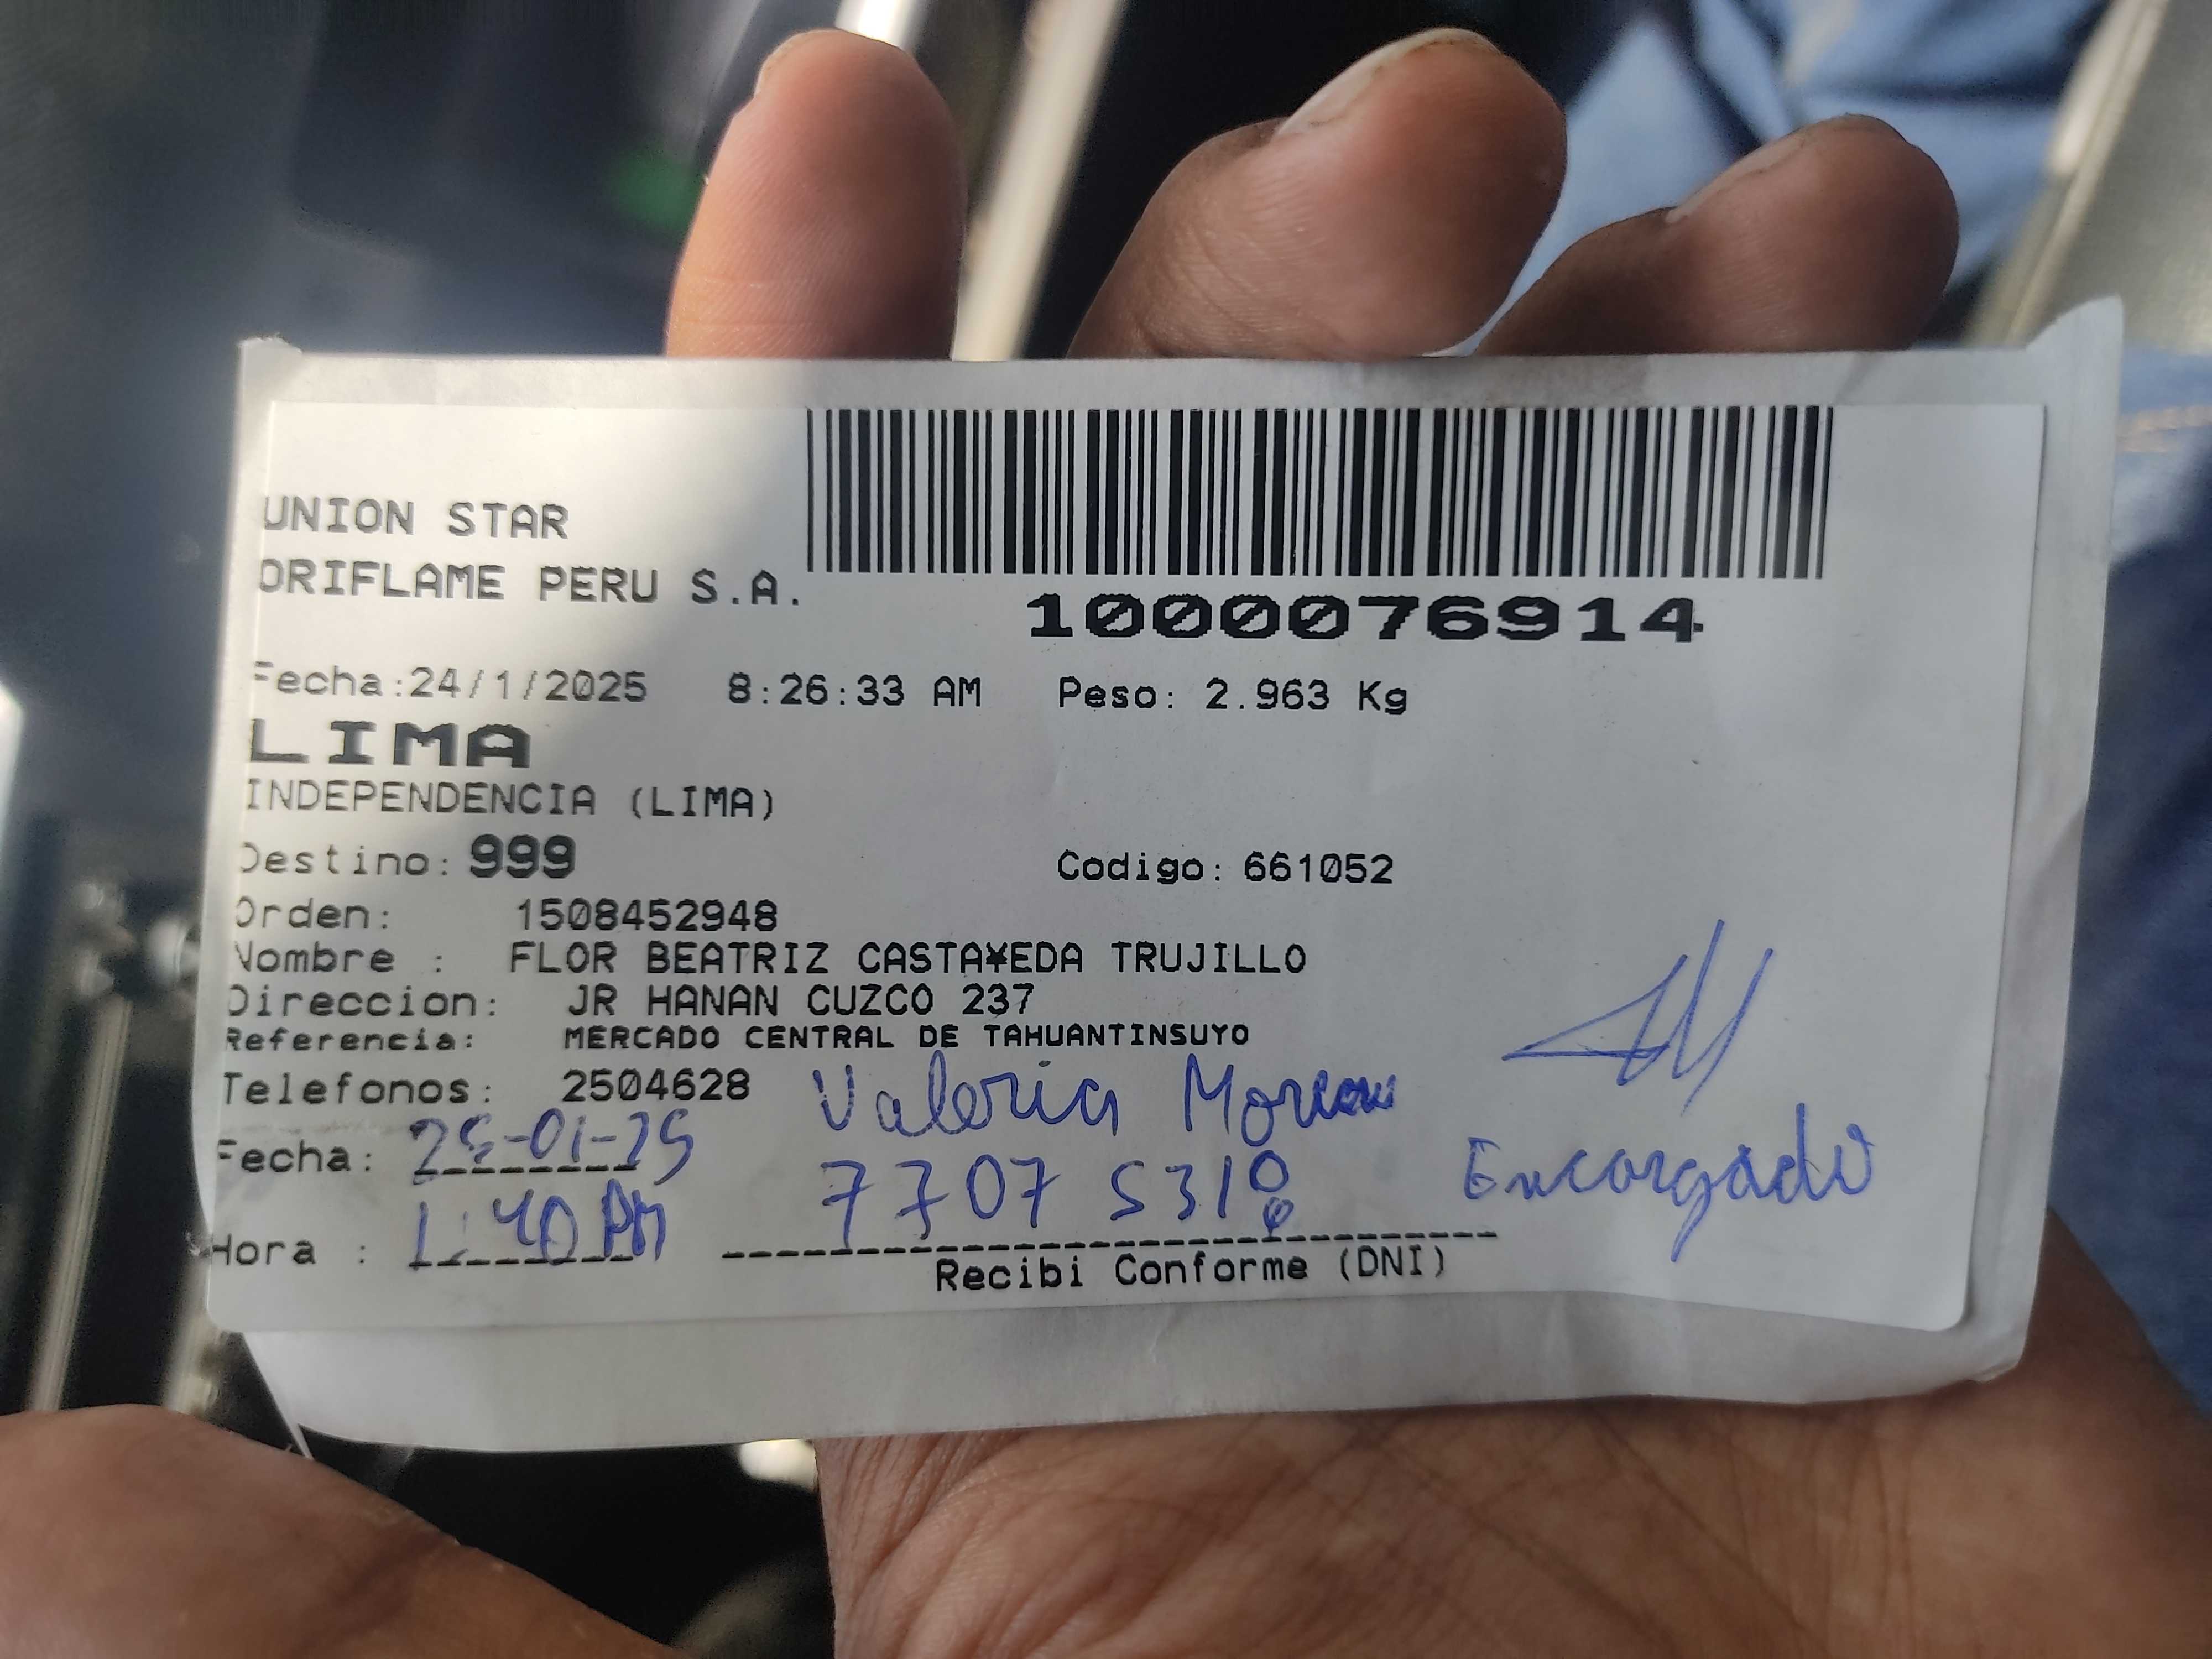 UNION STAR
ORIFLAME PERU S.A.
1000076914
Fecha:24/1/2025 8:26:33 AM Peso: 2.963 Kg
LIMA
INDEPENDENCIA (LIMA)
Destino: 999 Codigo: 661052
Orden: 1508452948
Nombre : FLOR BEATRIZ CASTA¥EDA TRUJILLO
Direccion: JR HANAN CUZCO 237
Referencia: MERCADO CENTRAL DE TAHUANTINSUYO
Telefonos: 2504628 Valeria
Fecha: 25-01-25 Encargado
Hora : 1:40 PM
Recibi Conforme (DNI)